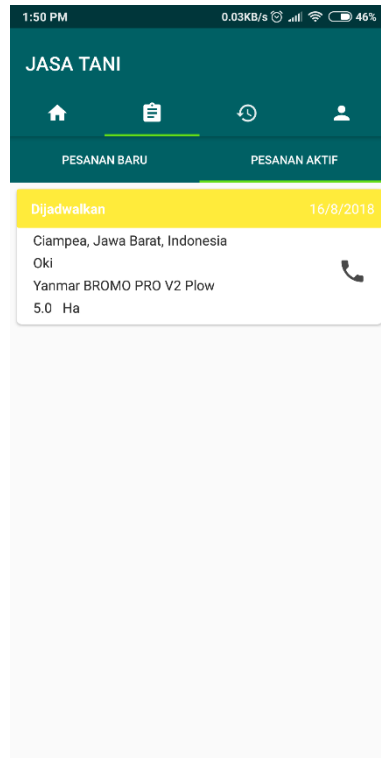 1:50 PM 0.03KB/s 46%
JASA TANI
PESANAN BARU PESANAN AKTIF
Dijadwalkan 16/8/2018
Ciampea, Jawa Barat, Indonesia
Oki
Yanmar BROMO PRO V2 Plow
5.0 Ha